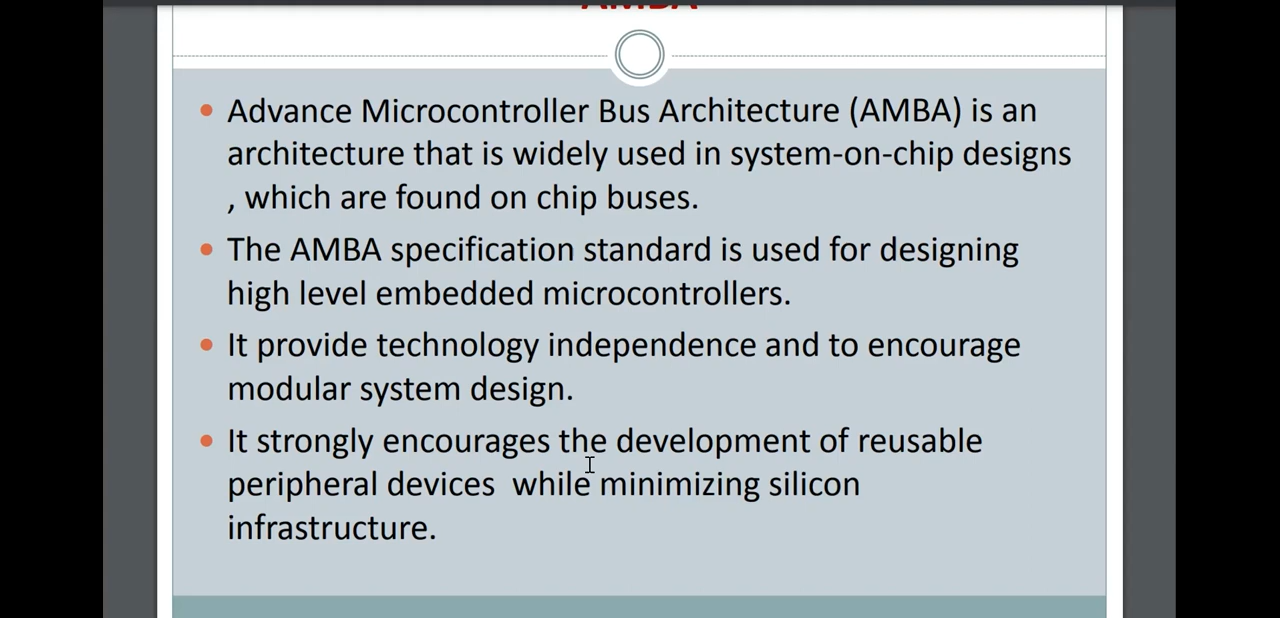 AMBA
Advance Microcontroller Bus Architecture (AMBA) is an
architecture that is widely used in system-on-chip designs
, which are found on chip buses.
The AMBA specification standard is used for designing
high level embedded microcontrollers.
It provide technology independence and to encourage
modular system design.
It strongly encourages the development of reusable
peripheral devices  while minimizing silicon
infrastructure.